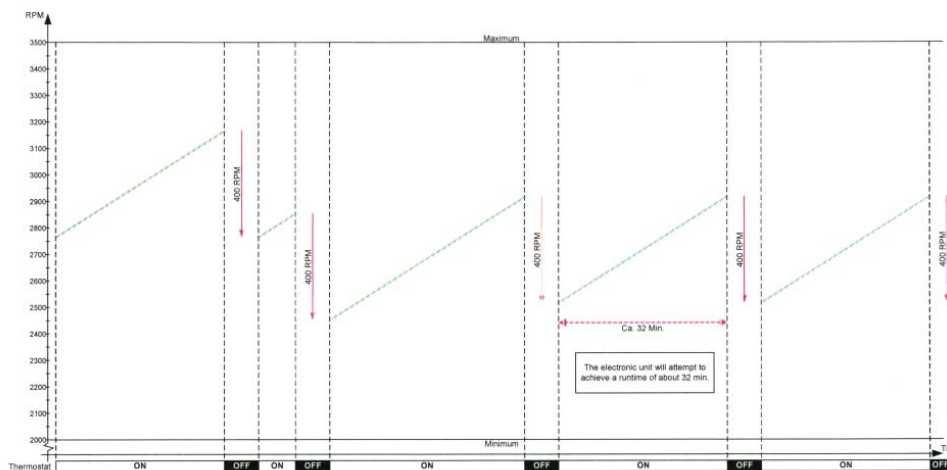 RPM
3500
Maximum
3400
3300
3200
3100
3000
2900
2800
2700
2600
2500
2400
2300
2200
2100
2000
400 RPM
400 RPM
400 RPM
400 RPM
400 RPM
Ca. 32 Min.
The electronic unit will attempt to
achieve a runtime of about 32 min.
Minimum
Thermostat ON OFF ON OFF ON OFF ON OFF ON OFF